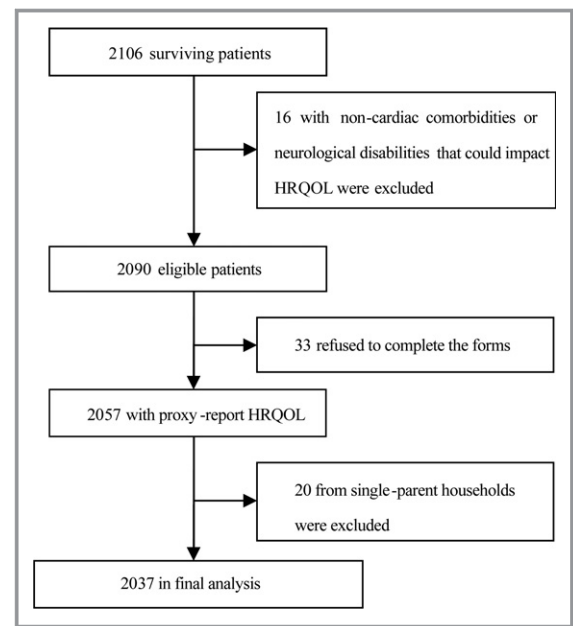 2106 surviving patients
16 with non-cardiac comorbidities or
neurological disabilities that could impact
HRQOL were excluded
2090 eligible patients
33 refused to complete the forms
2057 with proxy-report HRQOL
20 from single-parent households
were excluded
2037 in final analysis